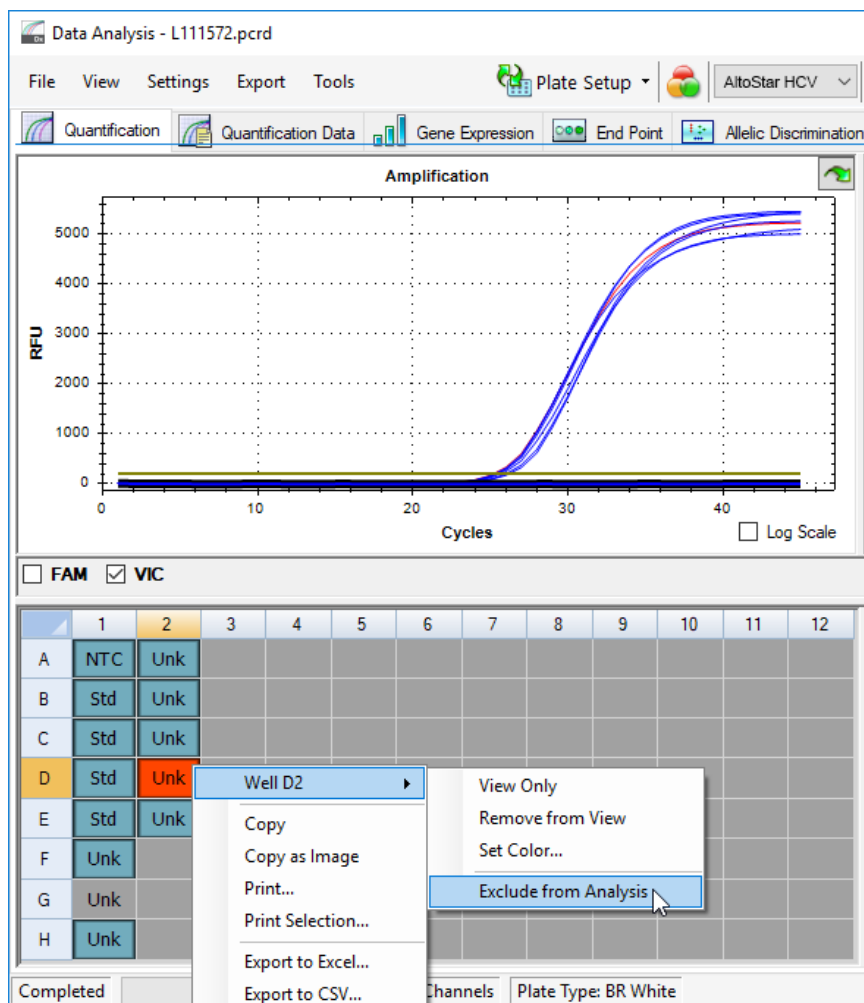 Data Analysis - L111572.pcrd
File View Settings Export Tools Plate Setup AltoStar HCV
Quantification Quantification Data Gene Expression End Point Allelic Discrimination
Amplification
5000
4000
3000
2000
1000
0
RFU
0 10 20 30 40
Cycles
Log Scale
FAM VIC
1 2 3 4 5 6 7 8 9 10 11 12
A NTC Unk
B Std Unk
C Std Unk
D Std Unk
E Std Unk
F Unk
G Unk
H Unk
Well D2
Copy
Copy as Image
Print...
Print Selection...
Export to Excel...
Export to CSV...
View Only
Remove from View
Set Color...
Exclude from Analysis
Completed Channels Plate Type: BR White